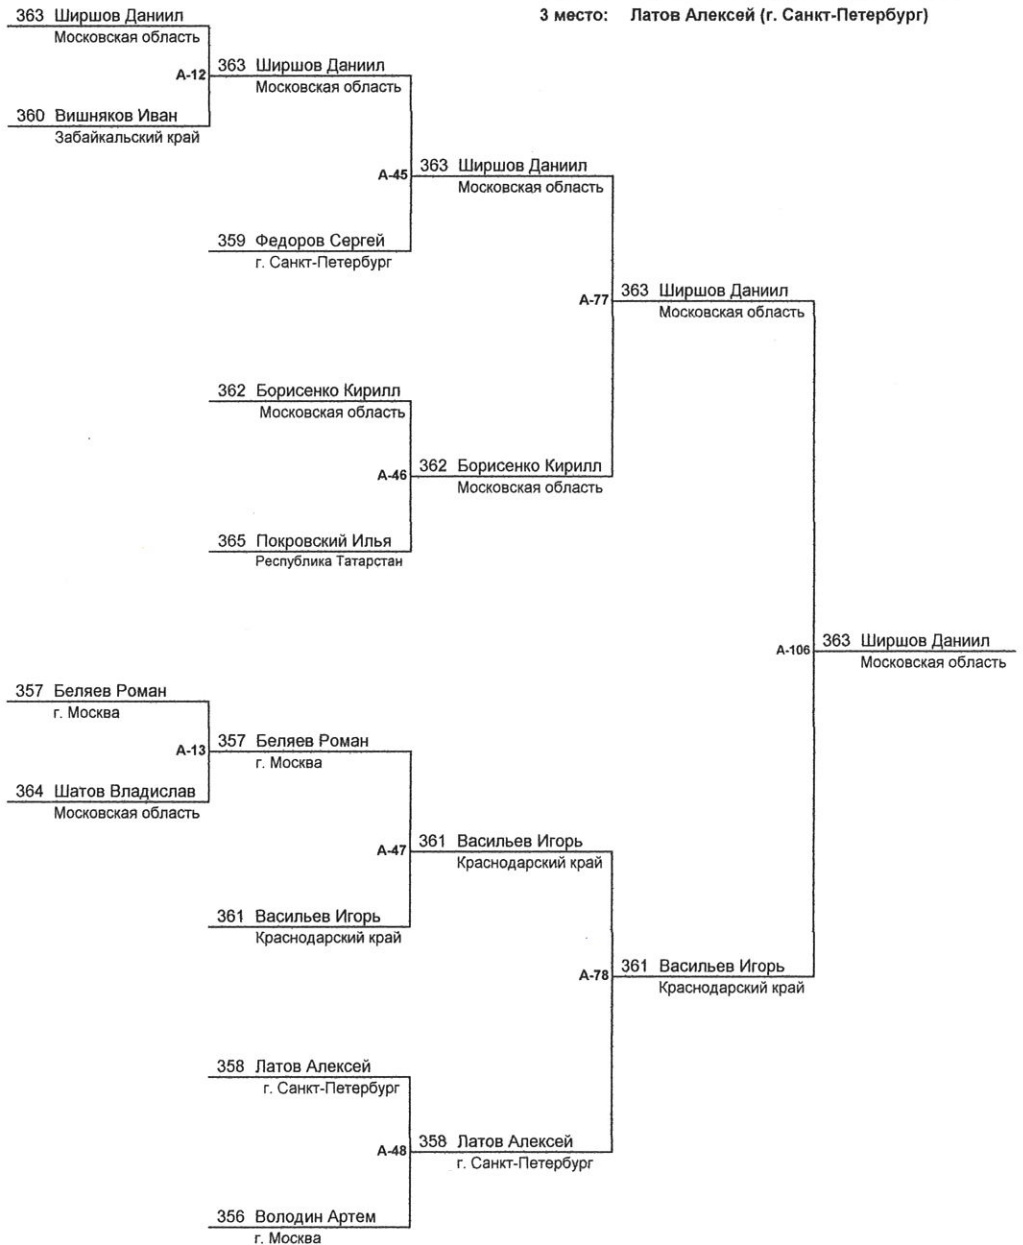 363 Ширшов Даниил
3 место: Латов Алексей (г. Санкт-Петербург)
Московская область
А-12
363 Ширшов Даниил
Московская область
360 Вишняков Иван
Забайкальский край
А-45
363 Ширшов Даниил
Московская область
359 Федоров Сергей
г. Санкт-Петербург
А-77
363 Ширшов Даниил
Московская область
362 Борисенко Кирилл
Московская область
А-46
362 Борисенко Кирилл
Московская область
365 Покровский Илья
Республика Татарстан
А-106
363 Ширшов Даниил
Московская область
357 Беляев Роман
г. Москва
А-13
357 Беляев Роман
г. Москва
364 Шатов Владислав
Московская область
А-47
361 Васильев Игорь
Краснодарский край
361 Васильев Игорь
Краснодарский край
А-78
361 Васильев Игорь
Краснодарский край
358 Латов Алексей
г. Санкт-Петербург
А-48
358 Латов Алексей
г. Санкт-Петербург
356 Володин Артем
г. Москва